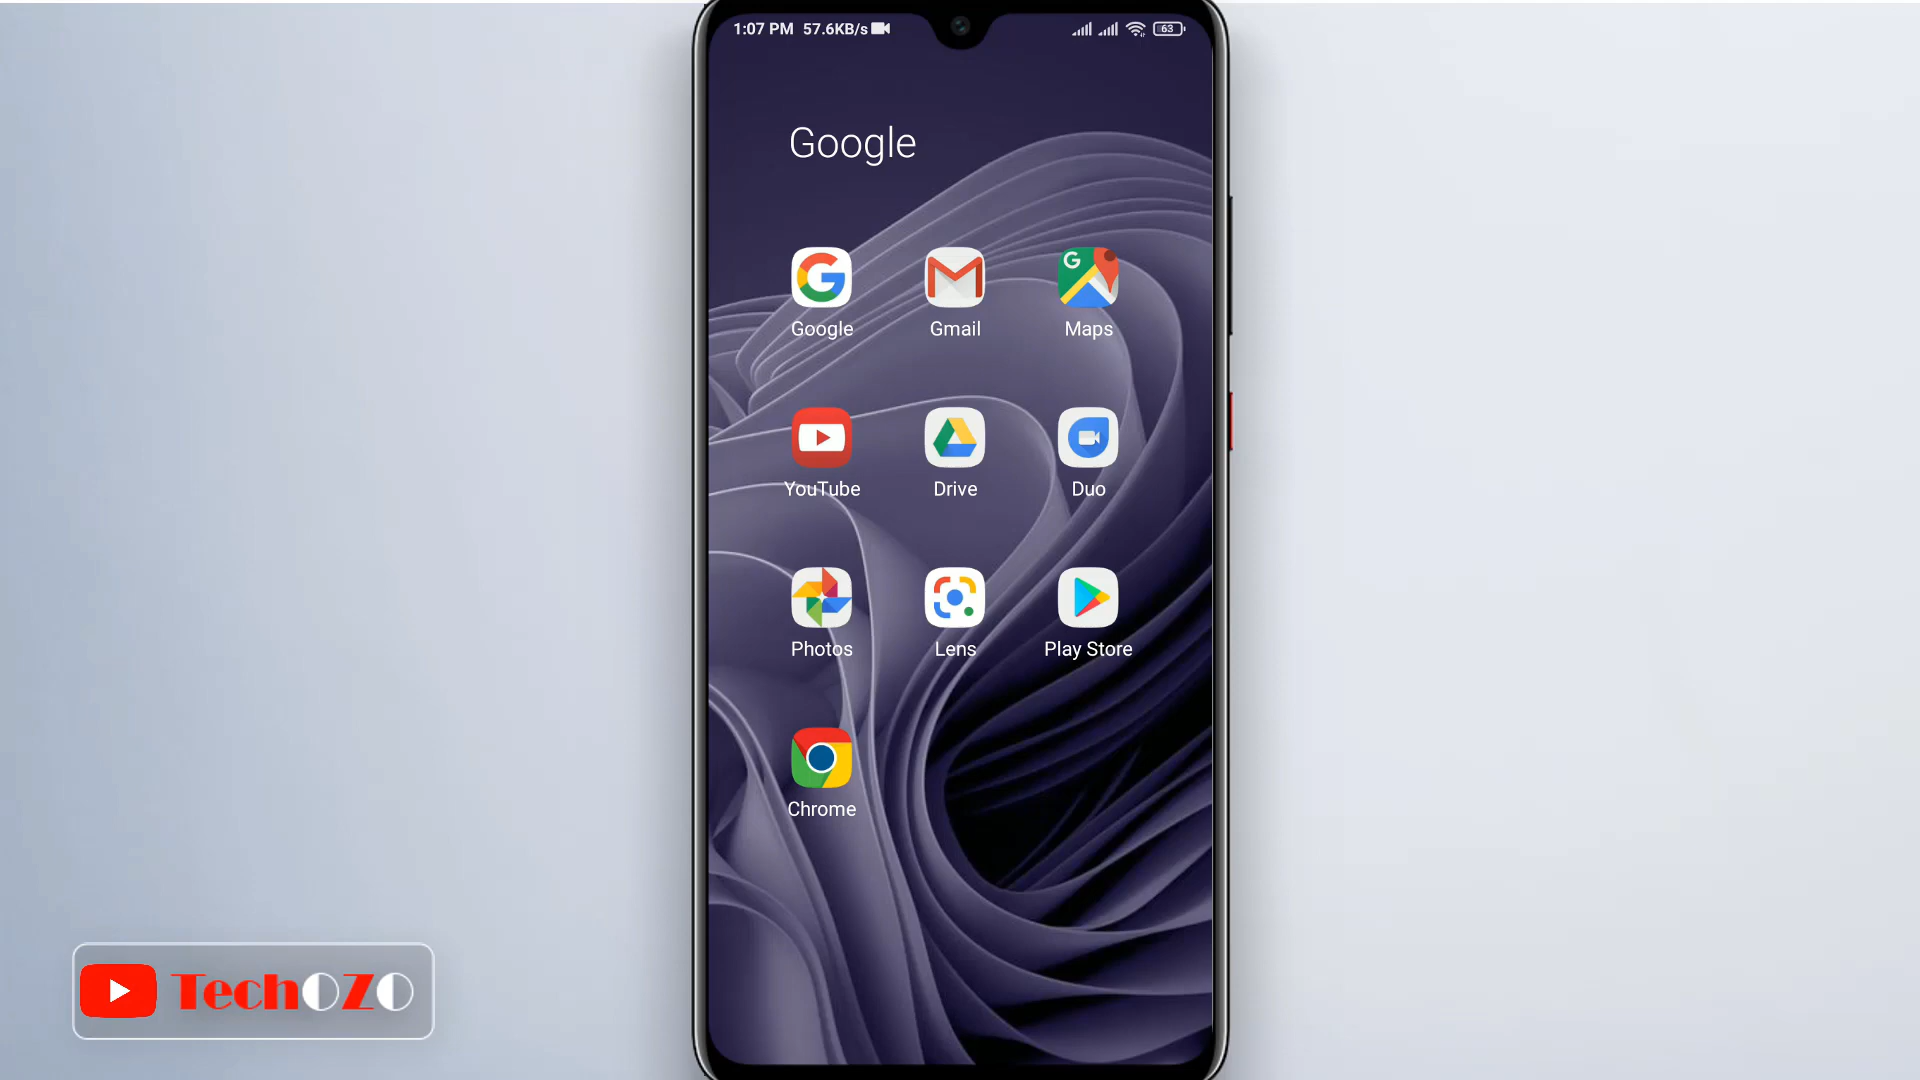 1:07 PM 57.6KB/s 63
Google
Google Gmail Maps
YouTube Drive Duo
Photos Lens Play Store
Chrome
TechOZO